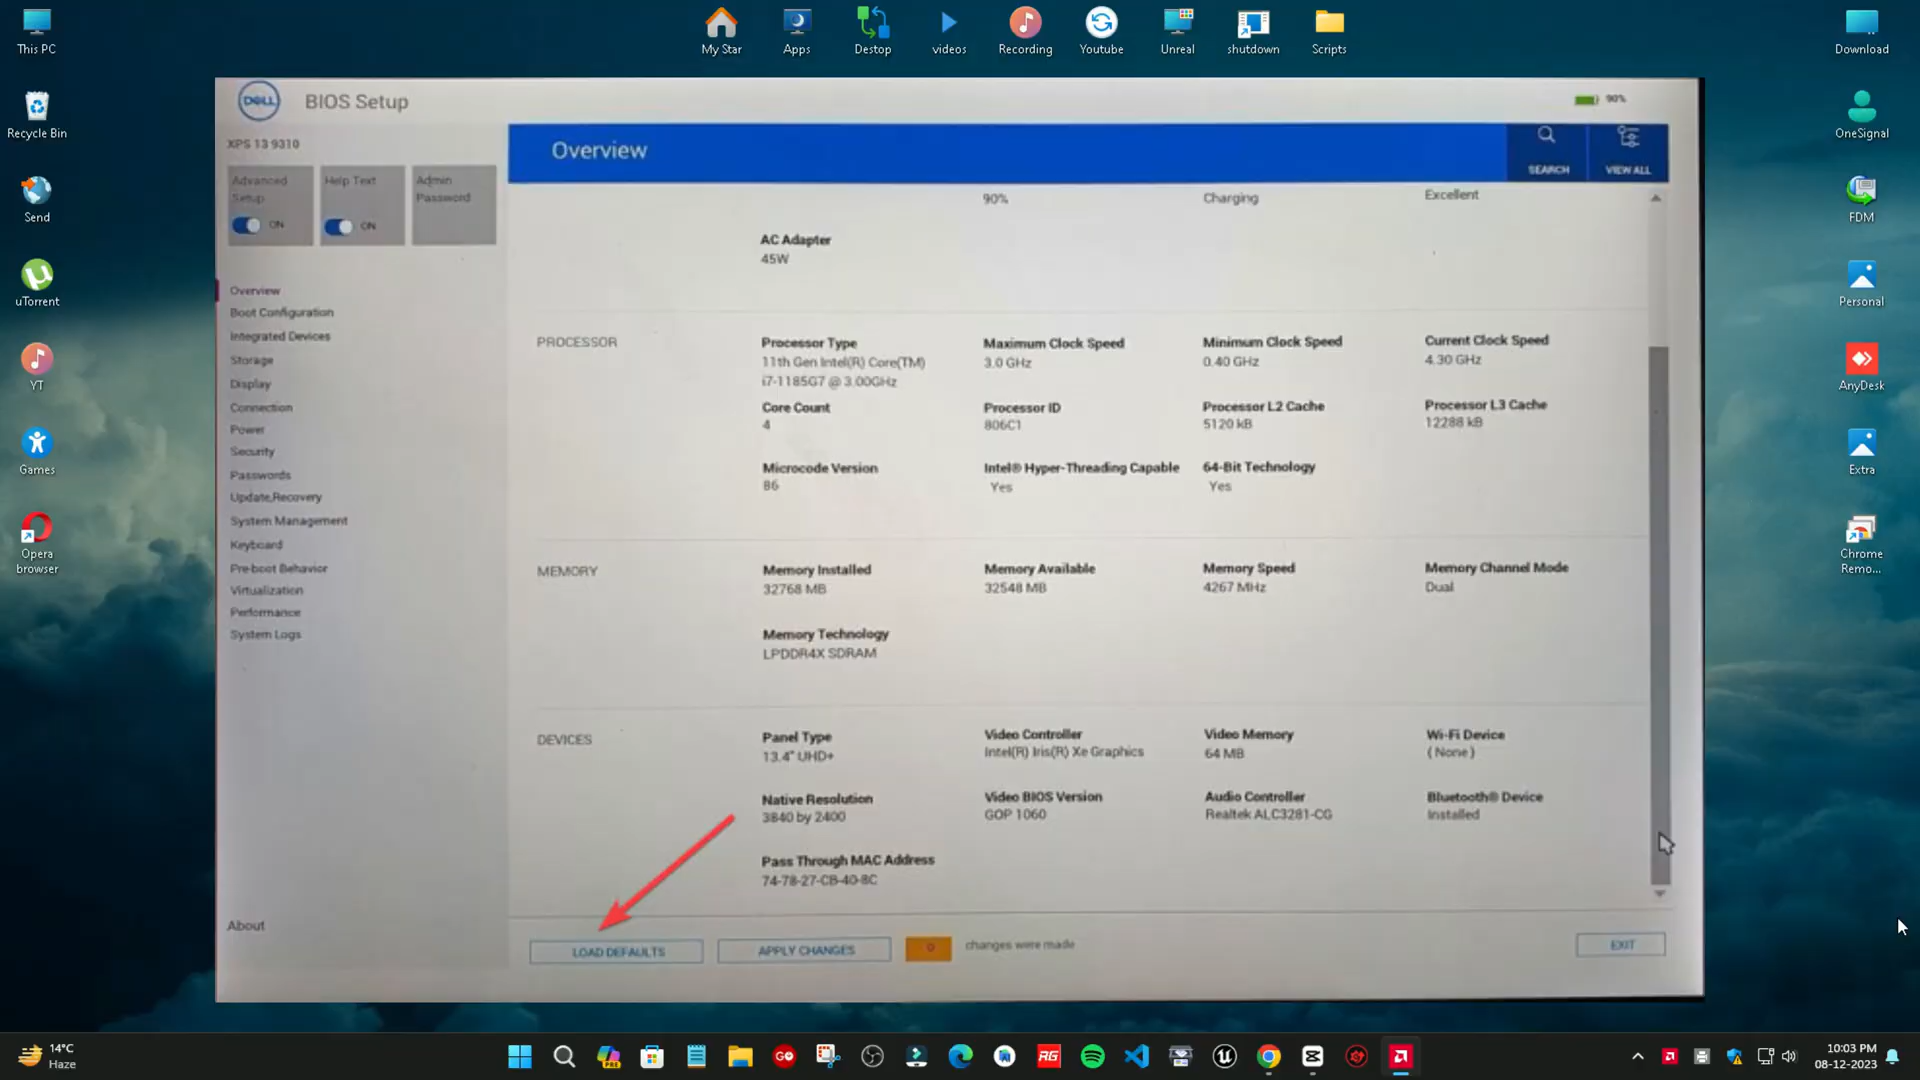 This PC
My Star
Apps
Destop
videos
Recording
Youtube
Unreal
shutdown
Scripts
Download
Recycle Bin
Send
uTorrent
YT
Games
Opera
browser
OneSignal
FDM
Personal
AnyDesk
Extra
Chrome
Remo...
DELL
BIOS Setup
90%
XPS 13 9310
Advanced
Setup
ON
Help Text
ON
Admin
Password
Overview
SEARCH
VIEW ALL
Overview
Boot Configuration
Integrated Devices
Storage
Display
Connection
Power
Security
Passwords
Update,Recovery
System Management
Keyboard
Pre-boot Behavior
Virtualization
Performance
System Logs
About
90%
Charging
Excellent
AC Adapter
45W
PROCESSOR
Processor Type
11th Gen Intel(R) Core(TM)
i7-1185G7 @ 3.00GHz
Maximum Clock Speed
3.0 GHz
Minimum Clock Speed
0.40 GHz
Current Clock Speed
4.30 GHz
Core Count
4
Processor ID
806C1
Processor L2 Cache
5120 kB
Processor L3 Cache
12288 kB
Microcode Version
86
Intel® Hyper-Threading Capable
Yes
64-Bit Technology
Yes
MEMORY
Memory Installed
32768 MB
Memory Available
32548 MB
Memory Speed
4267 MHz
Memory Channel Mode
Dual
Memory Technology
LPDDR4X SDRAM
DEVICES
Panel Type
13.4" UHD+
Video Controller
Intel(R) Iris(R) Xe Graphics
Video Memory
64 MB
Wi-Fi Device
(None)
Native Resolution
3840 by 2400
Video BIOS Version
GOP 1060
Audio Controller
Realtek ALC3281-CG
Bluetooth® Device
Installed
Pass Through MAC Address
74-78-27-CB-40-8C
LOAD DEFAULTS
APPLY CHANGES
0
changes were made
EXIT
14°C
Haze
PRE
GO
RG
10:03 PM
08-12-2023